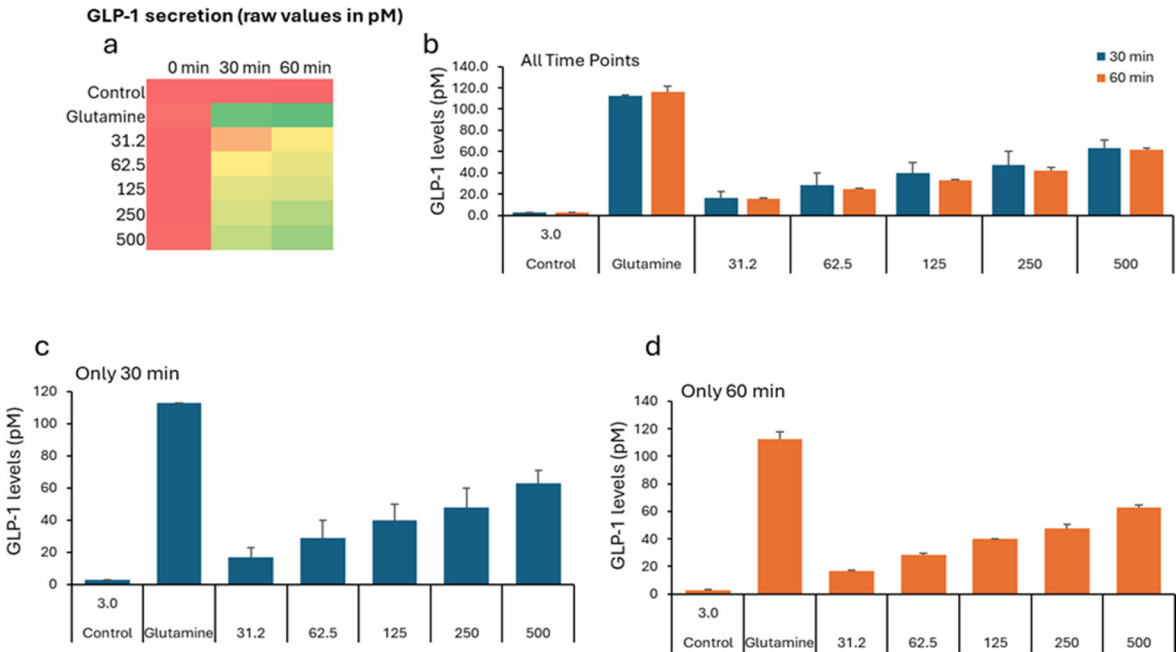 GLP-1 secretion (raw values in pM)
a
0 min 30 min 60 min
Control
Glutamine
31.2
62.5
125
250
500
b
All Time Points
30 min
60 min
GLP-1 levels (pM)
140.0
120.0
100.0
80.0
60.0
40.0
20.0
0.0
3.0
Control Glutamine 31.2 62.5 125 250 500
c
Only 30 min
GLP-1 levels (pM)
120
100
80
60
40
20
0
3.0
Control Glutamine 31.2 62.5 125 250 500
d
Only 60 min
GLP-1 levels (pM)
140
120
100
80
60
40
20
0
3.0
Control Glutamine 31.2 62.5 125 250 500